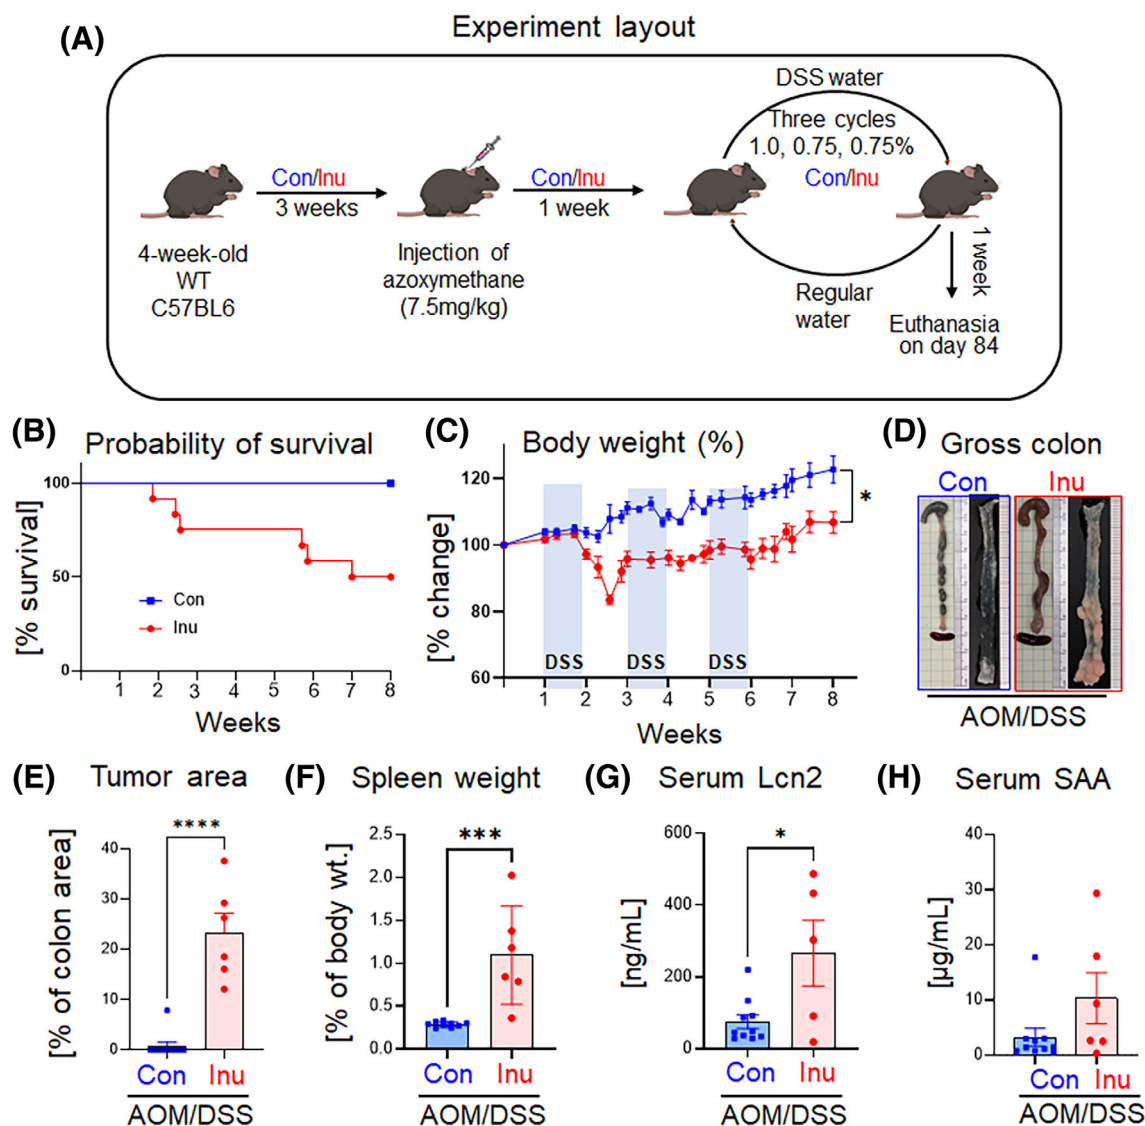 (A)
Experiment layout
DSS water
Three cycles
1.0, 0.75, 0.75%
Con/Inu
Con/Inu
3 weeks
Con/Inu
1 week
4-week-old
WT
C57BL6
Injection of
azoxymethane
(7.5mg/kg)
Regular
water
1 week
Euthanasia
on day 84
(B)
Probability of survival
[% survival]
100
50
0
Con
Inu
1 2 3 4 5 6 7 8
Weeks
(C)
Body weight (%)
[% change]
120
100
80
60
*
DSS DSS DSS
1 2 3 4 5 6 7 8
Weeks
(D)
Gross colon
Con Inu
AOM/DSS
(E)
Tumor area
[% of colon area]
40
30
20
10
0
****
Con Inu
AOM/DSS
(F)
Spleen weight
[% of body wt.]
2.5
2.0
1.5
1.0
0.5
0.0
***
Con Inu
AOM/DSS
(G)
Serum Lcn2
[ng/mL]
600
400
200
0
*
Con Inu
AOM/DSS
(H)
Serum SAA
[µg/mL]
40
30
20
10
0
Con Inu
AOM/DSS